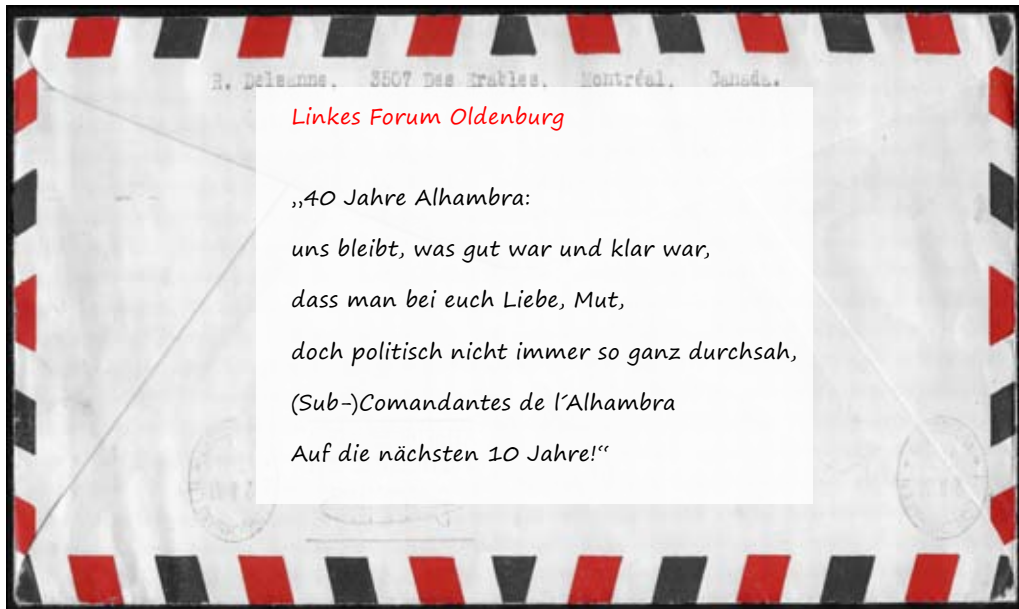 R. Delsanne, 3507 Des Erables, Montréal, Canada.
Linkes Forum Oldenburg
„40 Jahre Alhambra:
uns bleibt, was gut war und klar war,
dass man bei euch Liebe, Mut,
doch politisch nicht immer so ganz durchsah,
(Sub-)Comandantes de l´Alhambra
Auf die nächsten 10 Jahre!“